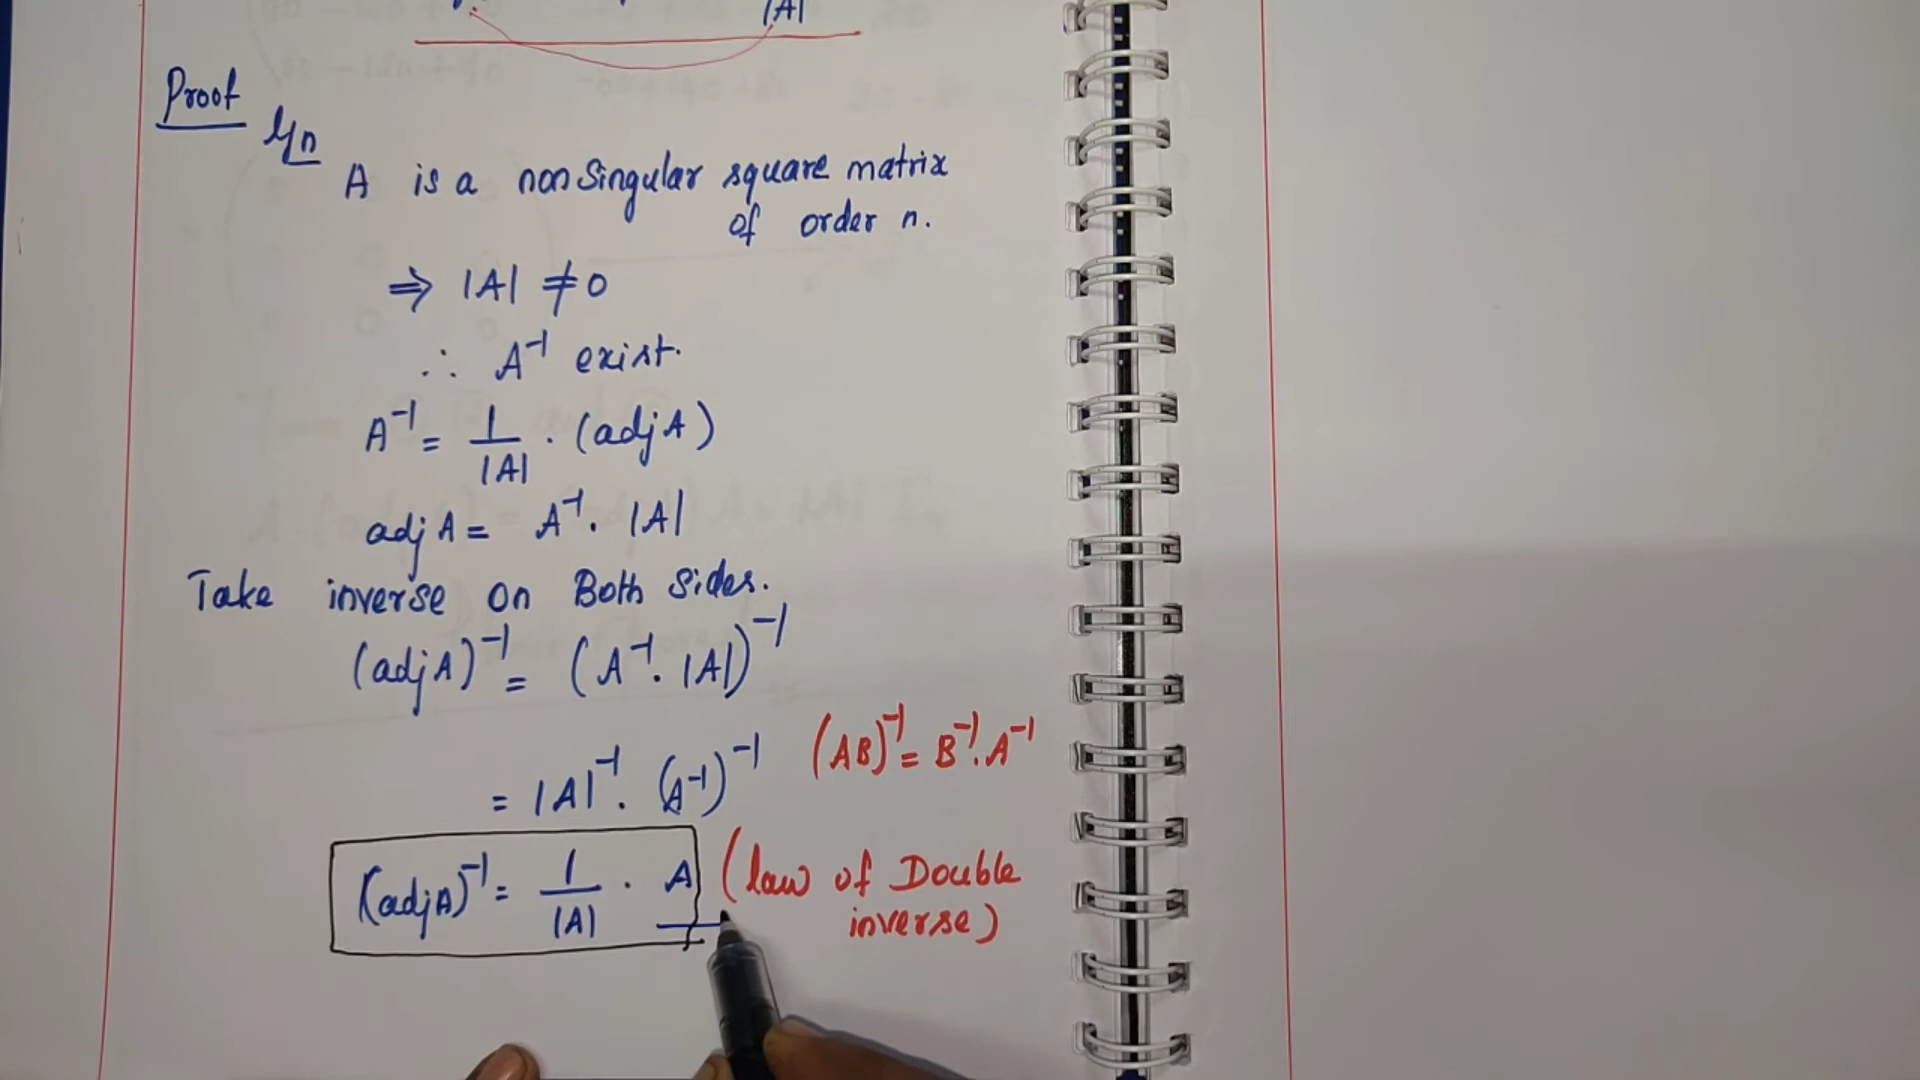 |A|
Proof
Gn
A is a non Singular square matrix
of order n.
⇒ |A| ≠ 0
∴ A⁻¹ exist.
A⁻¹ = 1/|A| · (adj A)
adj A = A⁻¹ · |A|
Take inverse on Both Sides.
(adj A)⁻¹ = (A⁻¹ · |A|)⁻¹
= |A|⁻¹ · (A⁻¹)⁻¹ (AB)⁻¹ = B⁻¹ · A⁻¹
(adj A)⁻¹ = 1/|A| · A (law of Double
inverse)